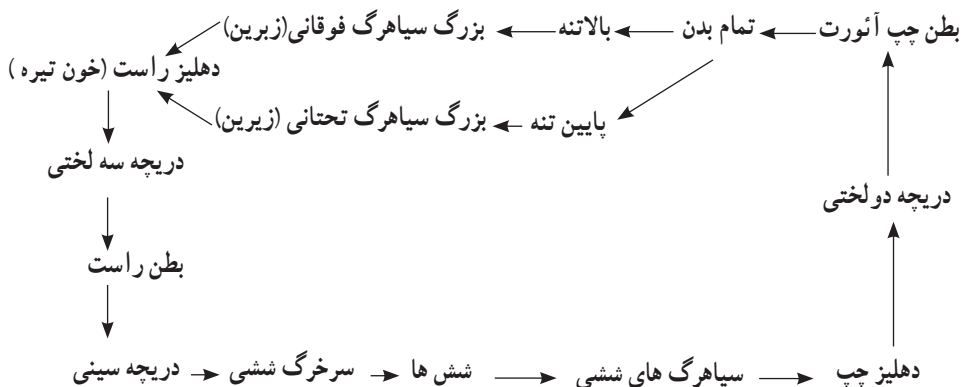 بطن چپ آئورت تمام بدن بالاتنه بزرگ سیاهرگ فوقانی(زبرین)
دهلیز راست (خون تیره )
پایین تنه بزرگ سیاهرگ تحتانی (زیرین)
دریچه سه لختی
دریچه دولختی
بطن راست
دریچه سینی سرخرگ ششی شش ها سیاهرگ های ششی دهلیز چپ